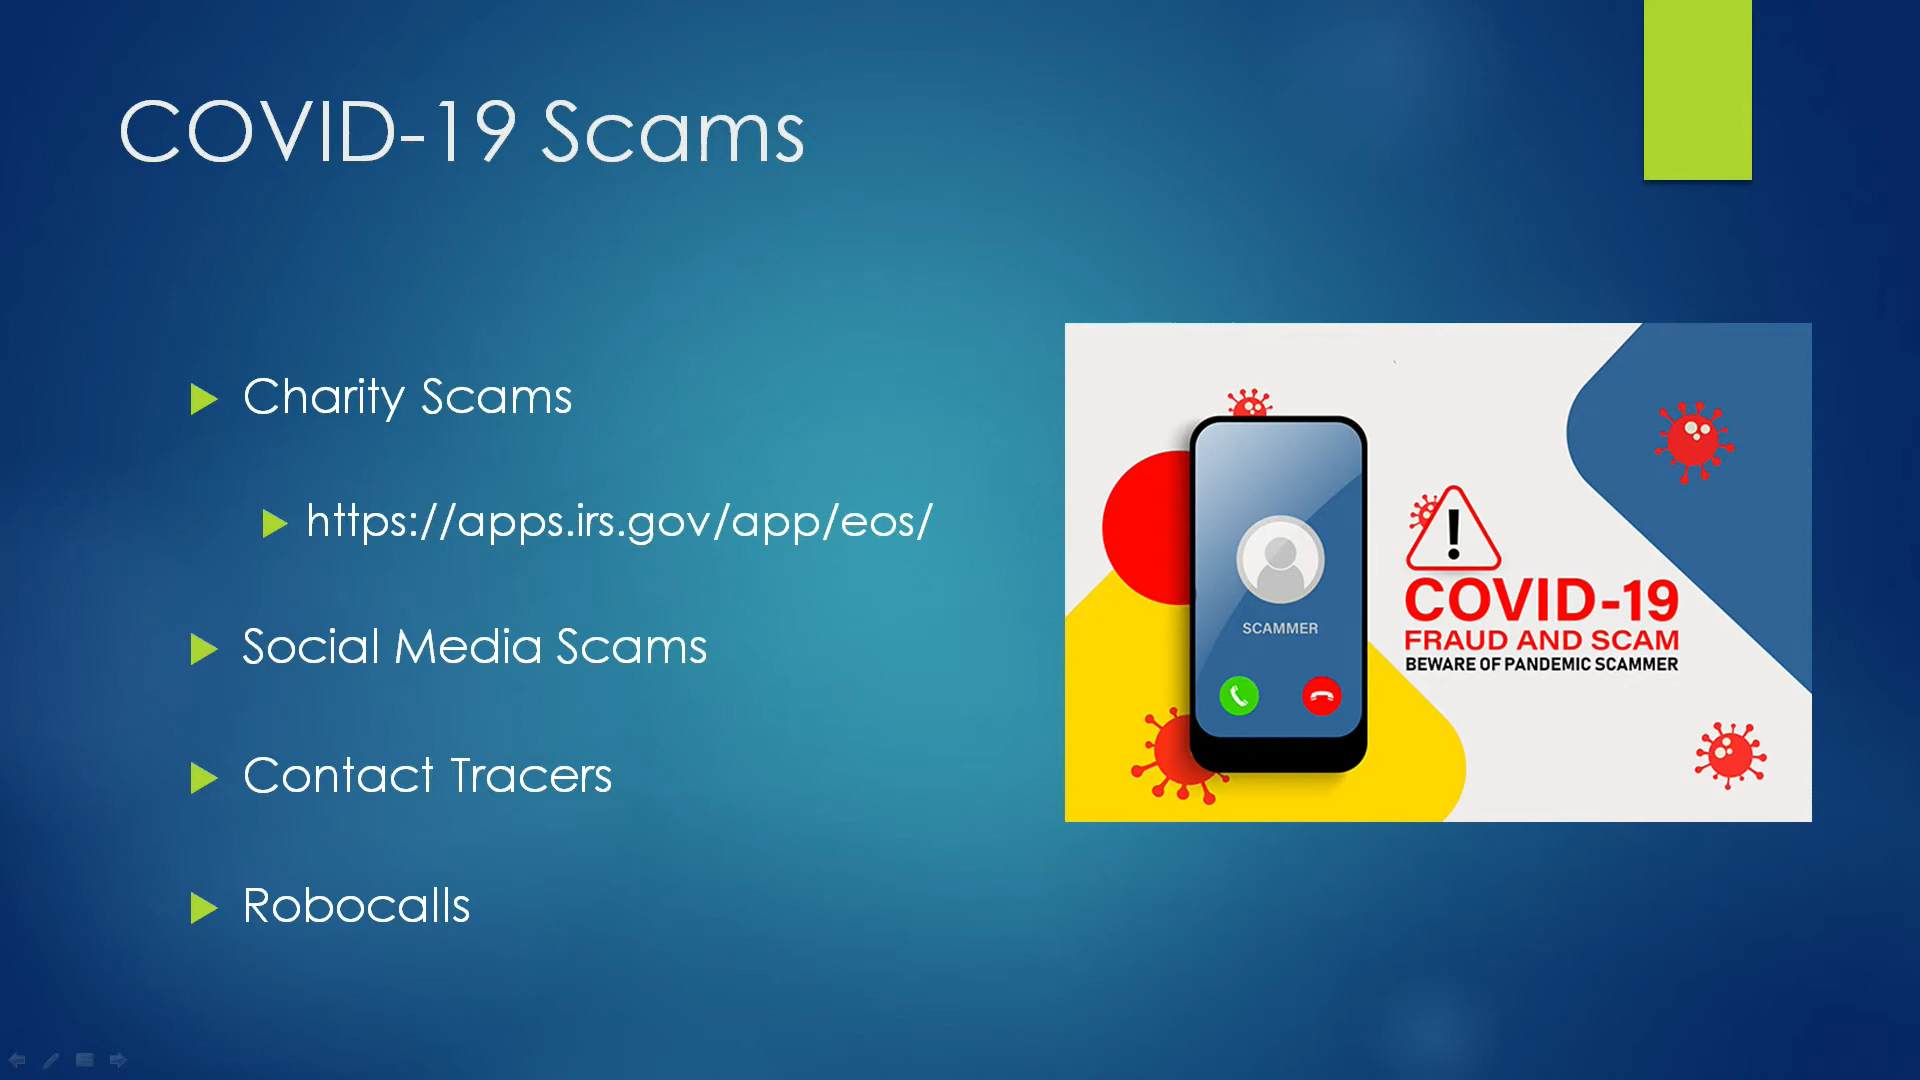 COVID-19 Scams
Charity Scams
https://apps.irs.gov/app/eos/
Social Media Scams
Contact Tracers
Robocalls
SCAMMER
!
COVID-19
FRAUD AND SCAM
BEWARE OF PANDEMIC SCAMMER